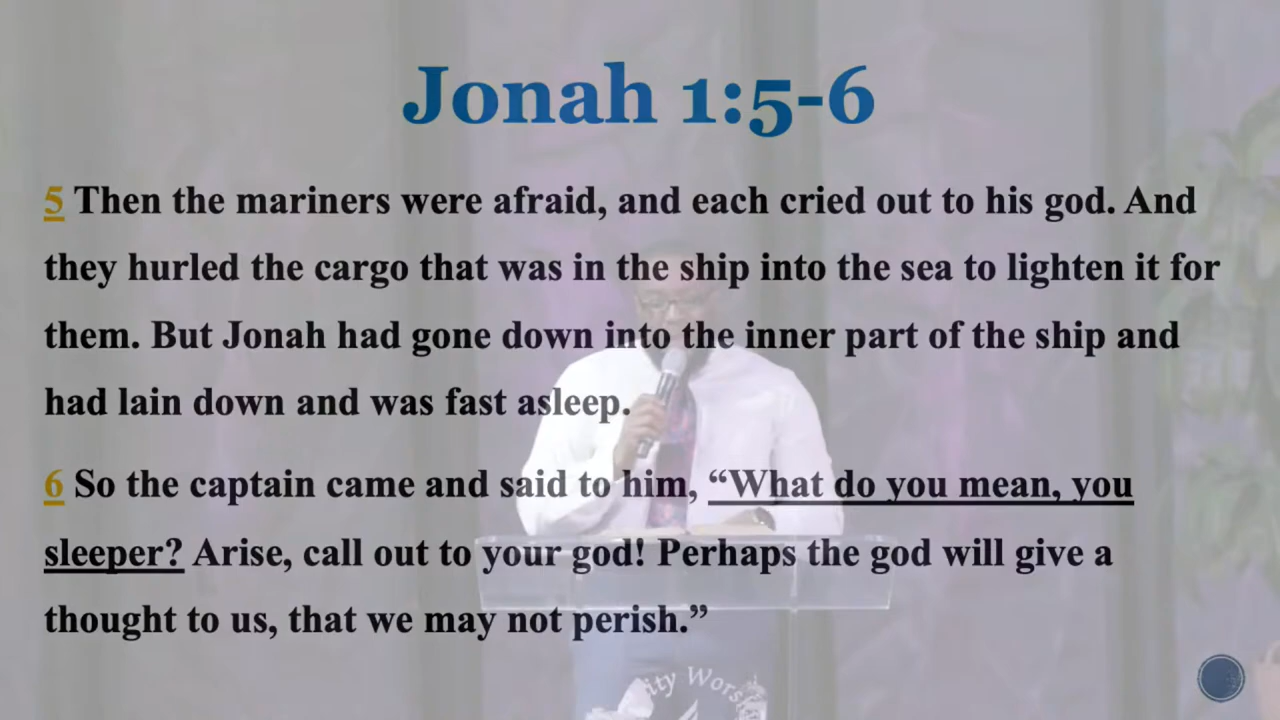 Jonah 1:5-6
5 Then the mariners were afraid, and each cried out to his god. And
they hurled the cargo that was in the ship into the sea to lighten it for
them. But Jonah had gone down into the inner part of the ship and
had lain down and was fast asleep.
6 So the captain came and said to him, “What do you mean, you
sleeper? Arise, call out to your god! Perhaps the god will give a
thought to us, that we may not perish.”